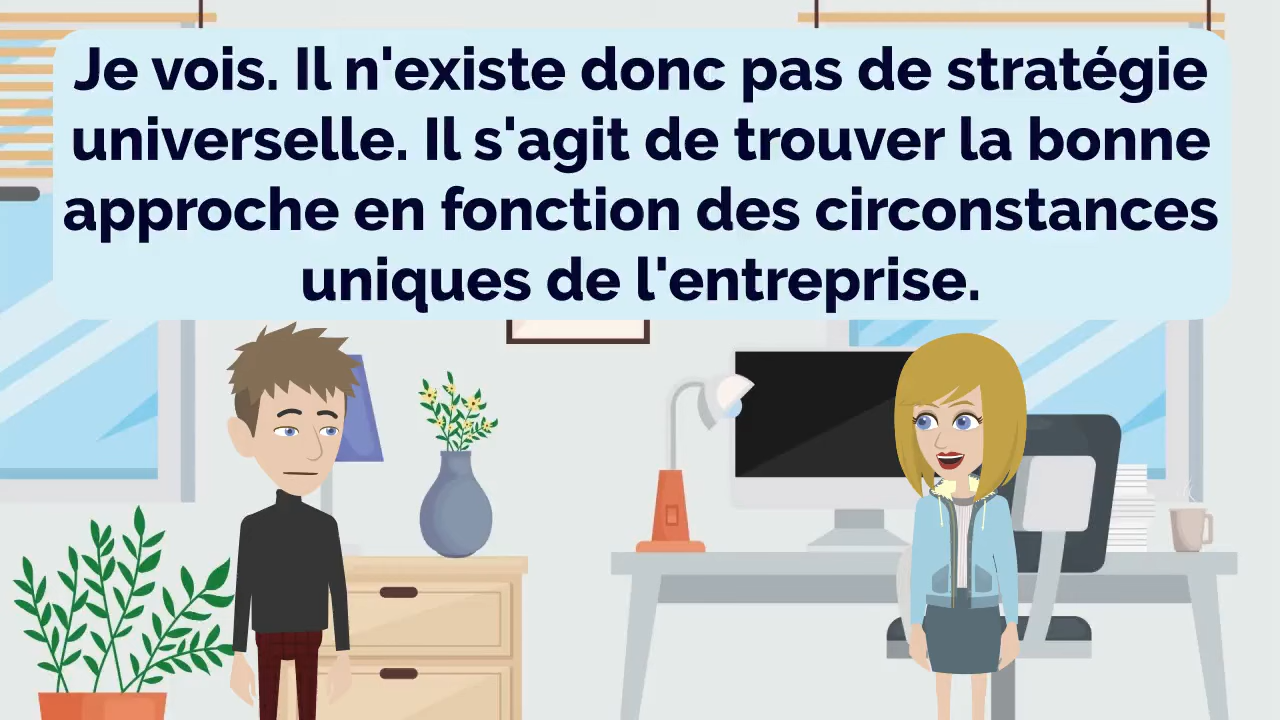 Je vois. Il n'existe donc pas de stratégie
universelle. Il s'agit de trouver la bonne
approche en fonction des circonstances
uniques de l'entreprise.